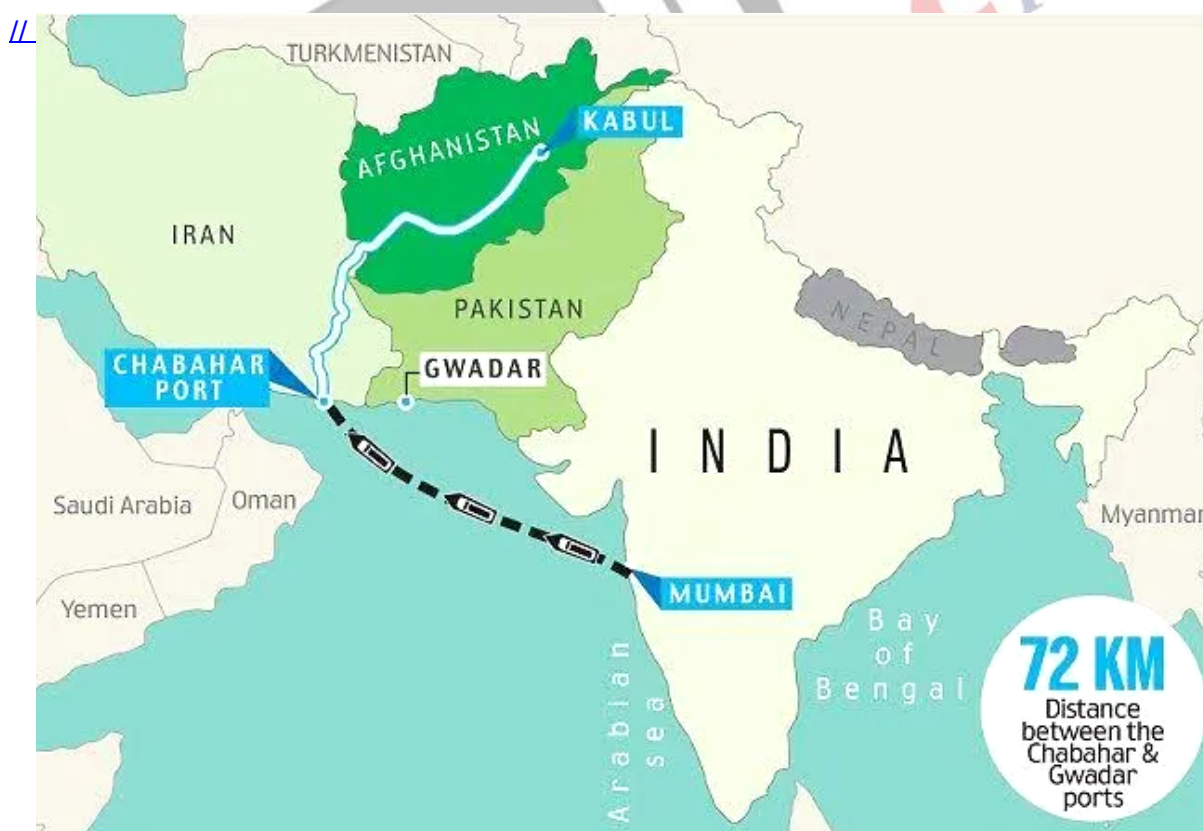 //
TURKMENISTAN
KABUL
AFGHANISTAN
IRAN
PAKISTAN
NEPAL
CHABAHAR
PORT
GWADAR
INDIA
Saudi Arabia
Oman
Myanmar
Yemen
MUMBAI
Bay
of
Bengal
Arabian
sea
72 KM
Distance
between the
Chabahar &
Gwadar
ports